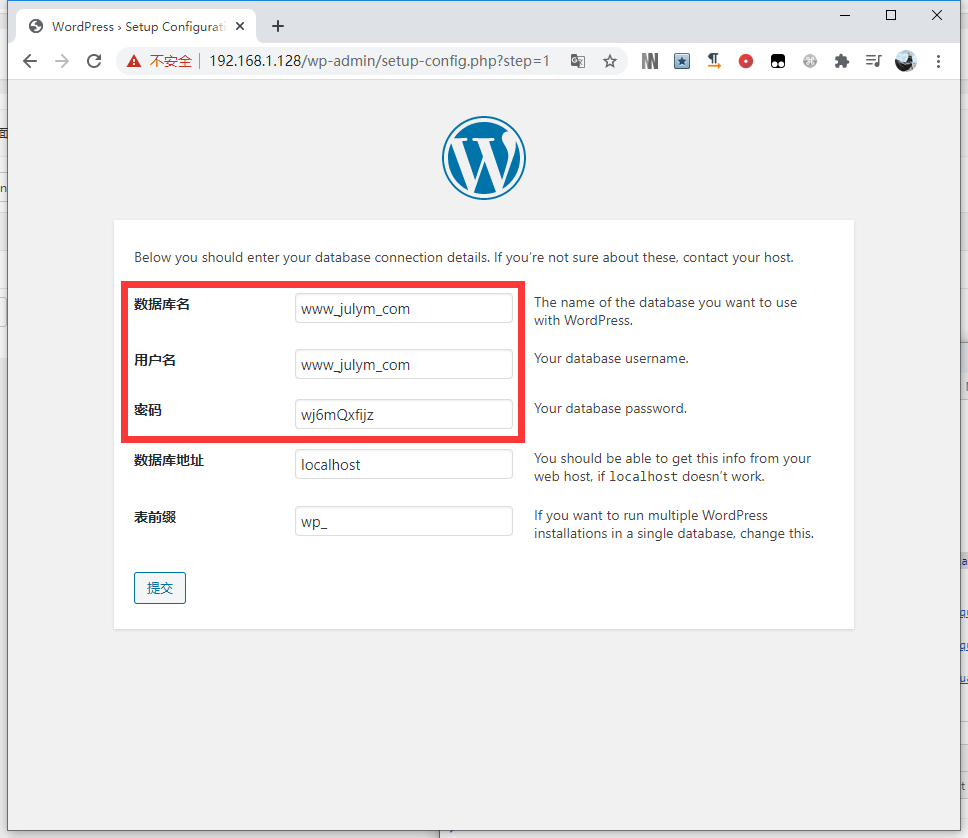 WordPress › Setup Configurati
不安全
192.168.1.128/wp-admin/setup-config.php?step=1
Below you should enter your database connection details. If you’re not sure about these, contact your host.
数据库名
www_julym_com
The name of the database you want to use
with WordPress.
用户名
www_julym_com
Your database username.
密码
wj6mQxfijz
Your database password.
数据库地址
localhost
You should be able to get this info from your
web host, if localhost doesn’t work.
表前缀
wp_
If you want to run multiple WordPress
installations in a single database, change this.
提交